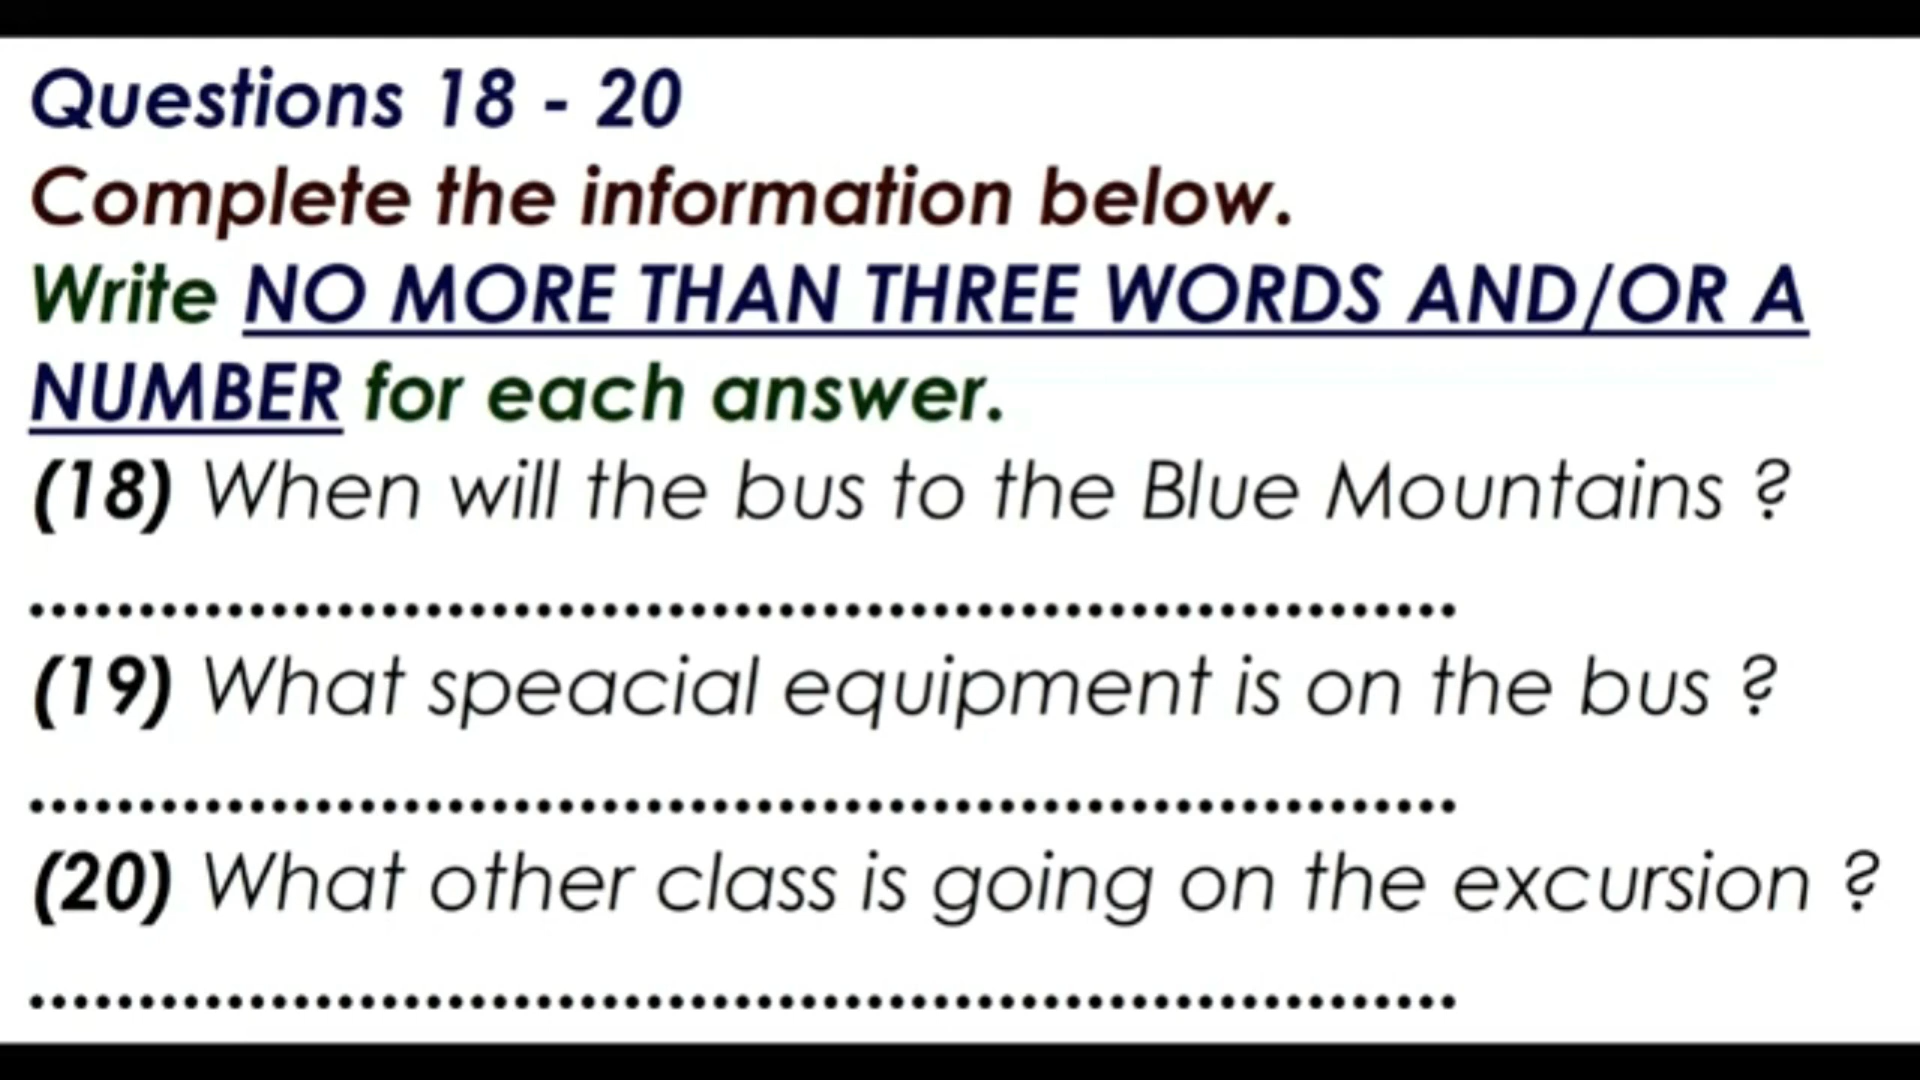 Questions 18 - 20
Complete the information below.
Write NO MORE THAN THREE WORDS AND/OR A
NUMBER for each answer.
(18) When will the bus to the Blue Mountains ?
.................................................................
(19) What speacial equipment is on the bus ?
.................................................................
(20) What other class is going on the excursion ?
.................................................................